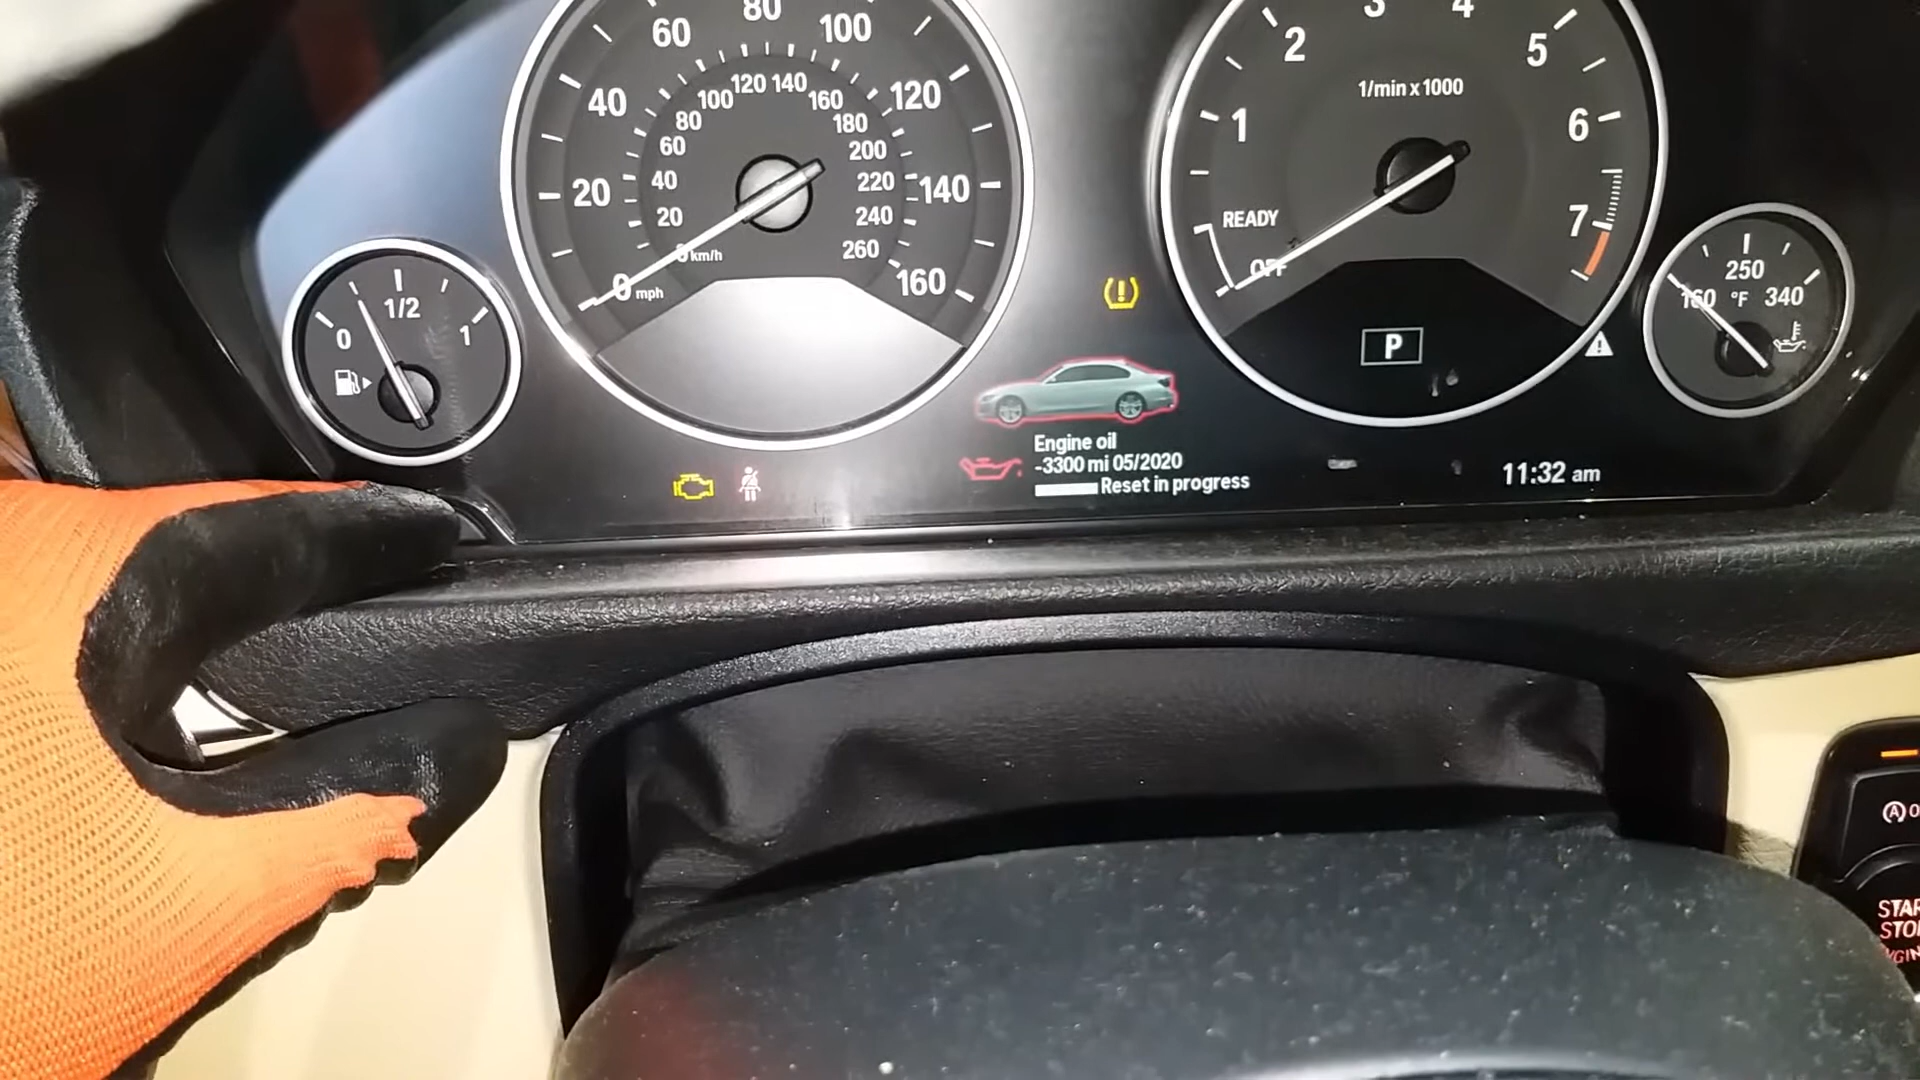 80
60
100
40
120
20
140
0 mph
160
120 140
100
160
80
180
60
200
40
220
20
240
km/h
260
0
1/2
1
3
4
2
5
1/min x 1000
1
6
READY
7
OFF
P
250
160 °F 340
Engine oil
-3300 mi 05/2020
Reset in progress
11:32 am
A